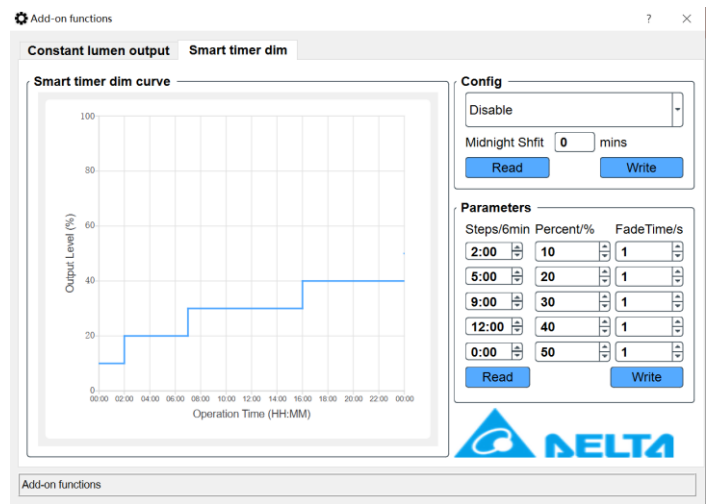 Add-on functions
?
×
Constant lumen output
Smart timer dim
Smart timer dim curve
100
80
60
40
20
0
Output Level (%)
00:00 02:00 04:00 06:00 08:00 10:00 12:00 14:00 16:00 18:00 20:00 22:00 00:00
Operation Time (HH:MM)
Config
Disable
Midnight Shfit 0 mins
Read Write
Parameters
Steps/6min Percent/% FadeTime/s
2:00 10 1
5:00 20 1
9:00 30 1
12:00 40 1
0:00 50 1
Read Write
DELTA
Add-on functions